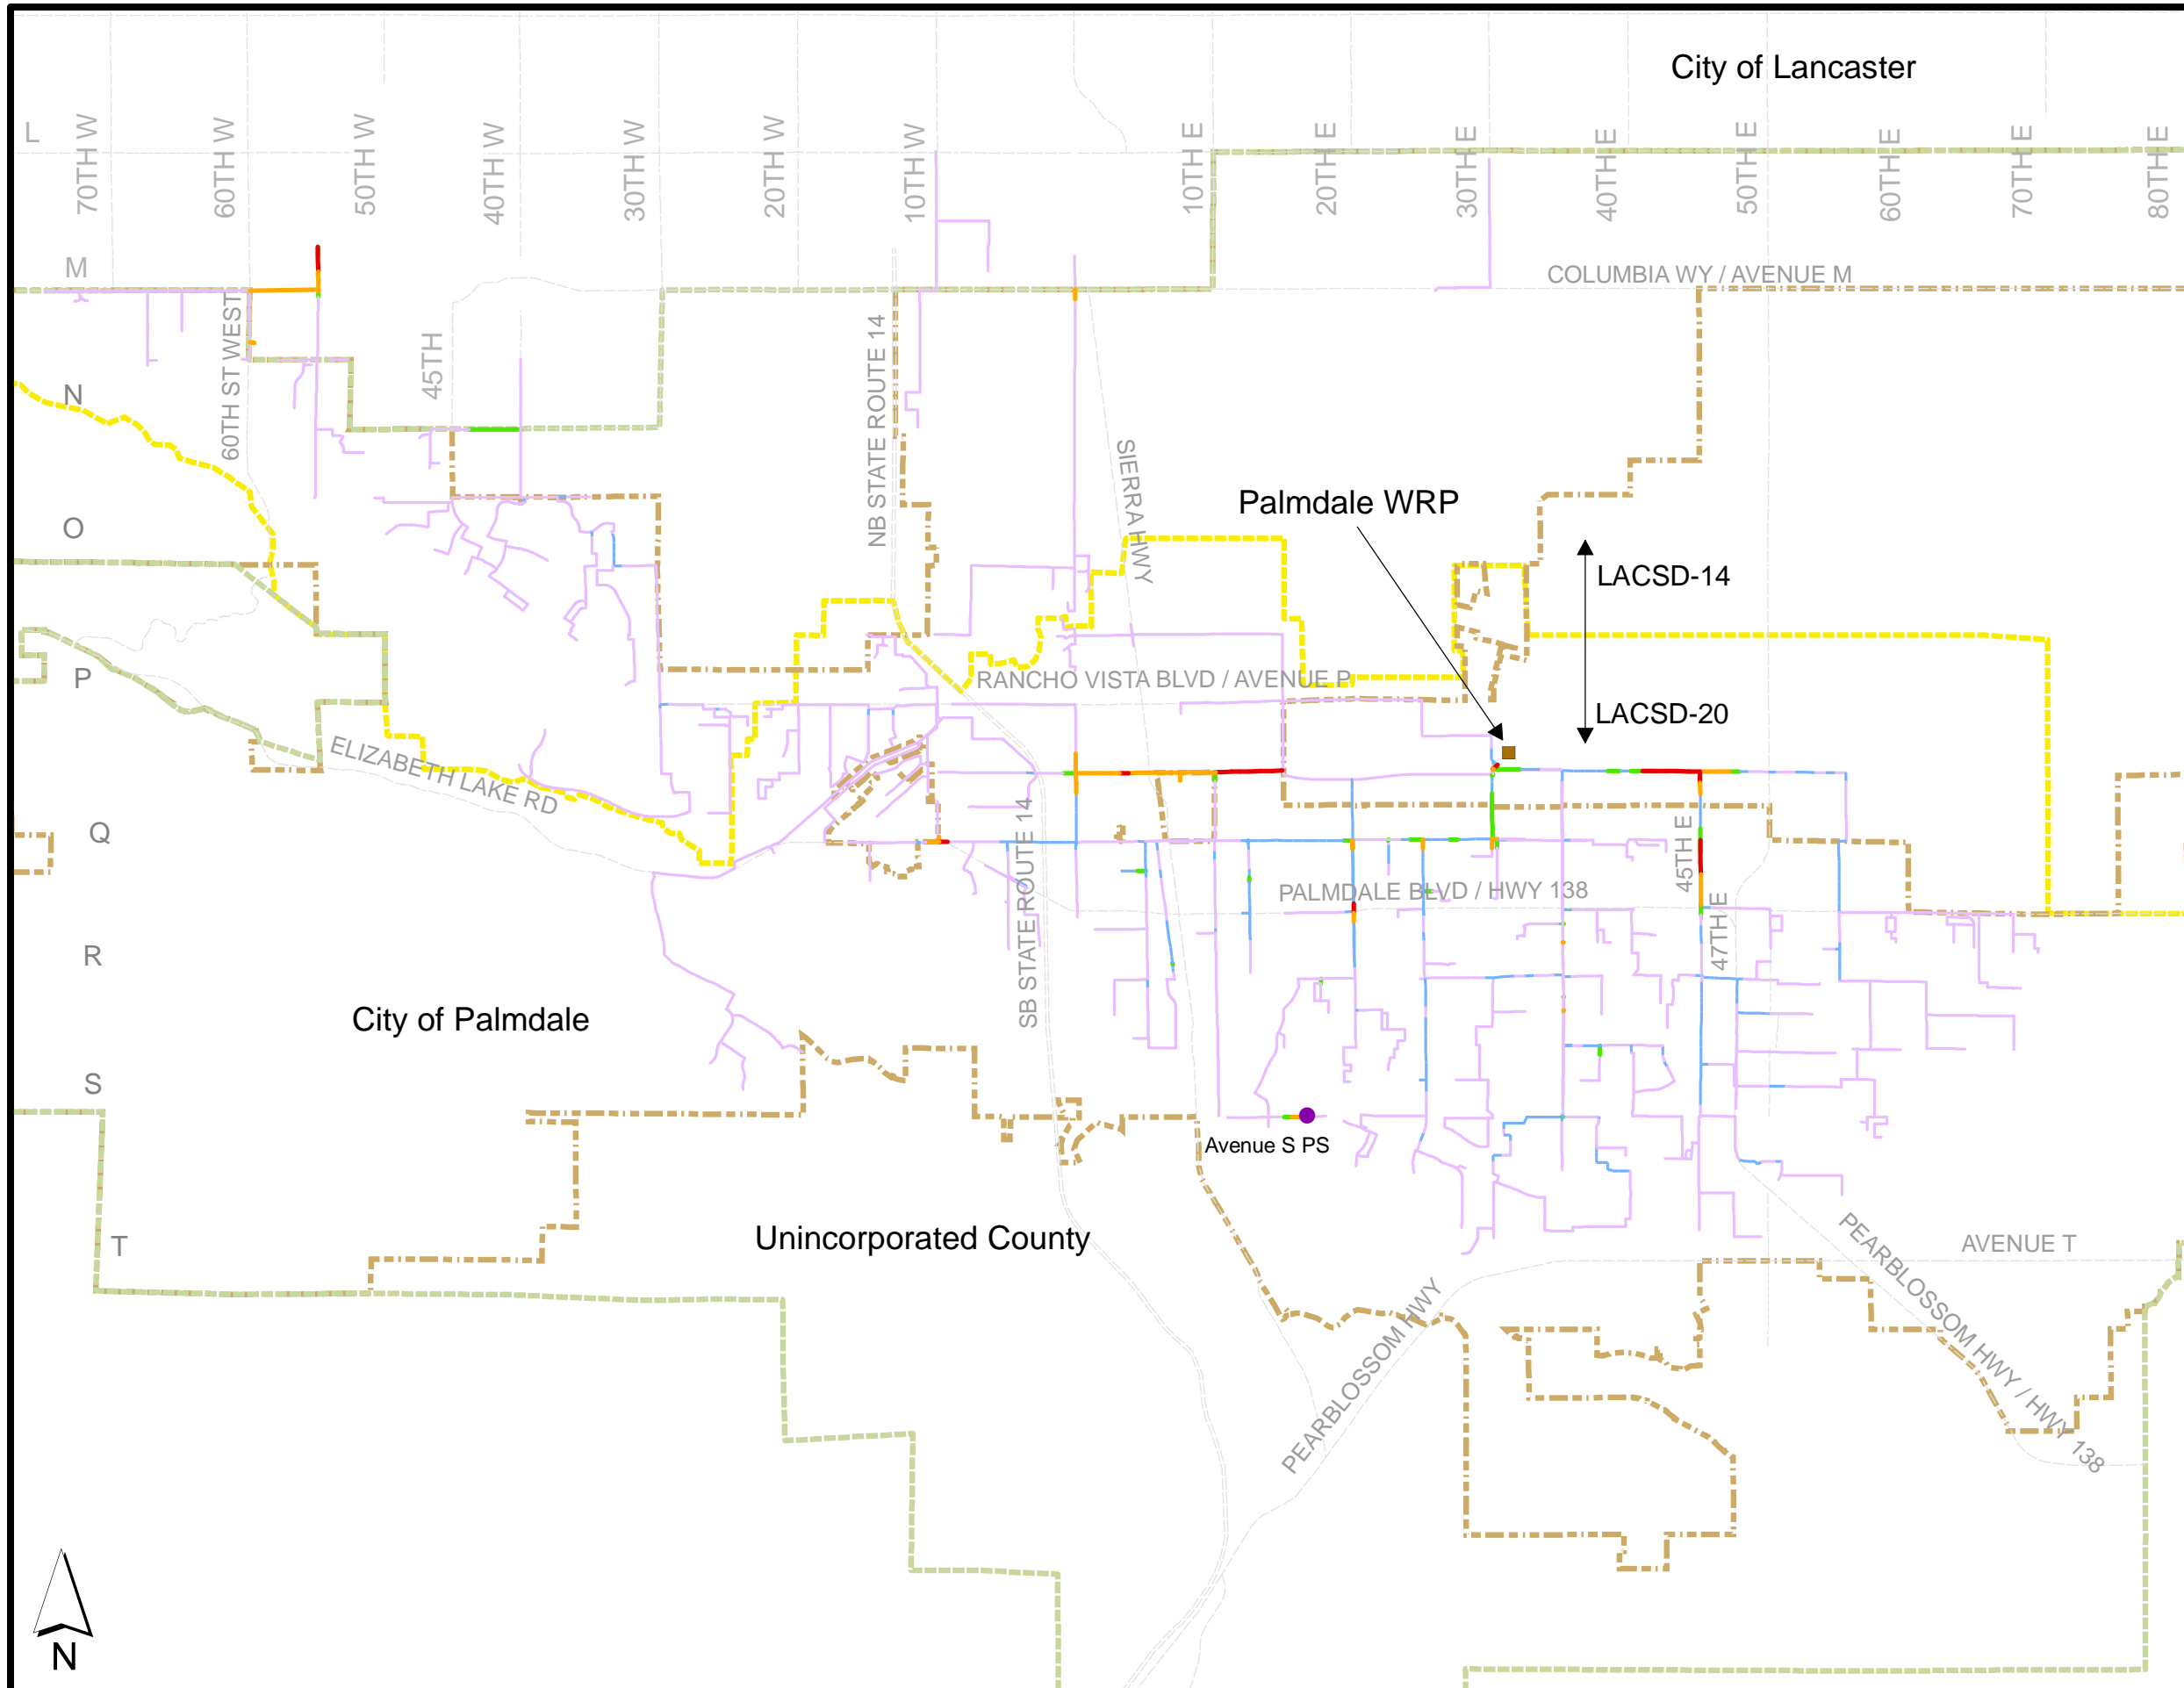 City of Lancaster
L
70TH W
60TH W
50TH W
40TH W
30TH W
20TH W
10TH W
10TH E
20TH E
30TH E
40TH E
50TH E
60TH E
70TH E
80TH E
M
COLUMBIA WY / AVENUE M
60TH ST WEST
45TH
NB STATE ROUTE 14
N
SIERRA HWY
Palmdale WRP
O
LACSD-14
P
RANCHO VISTA BLVD / AVENUE P
LACSD-20
ELIZABETH LAKE RD
Q
45TH E
PALMDALE BLVD / HWY 138
47TH E
SB STATE ROUTE 14
R
City of Palmdale
S
Avenue S PS
T
Unincorporated County
AVENUE T
PEARBLOSSOM HWY / HWY 138
PEARBLOSSOM HWY
N